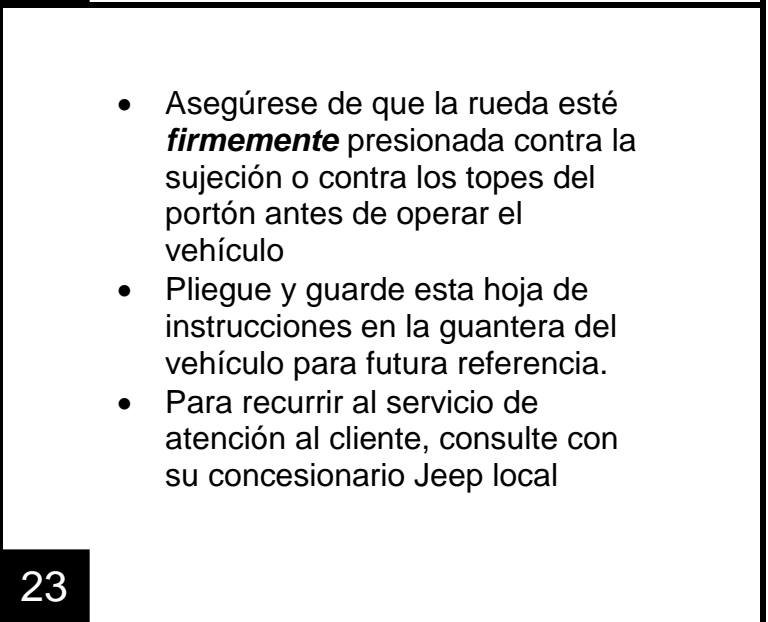 • Asegúrese de que la rueda esté
firmemente presionada contra la
sujeción o contra los topes del
portón antes de operar el
vehículo
• Pliegue y guarde esta hoja de
instrucciones en la guantera del
vehículo para futura referencia.
• Para recurrir al servicio de
atención al cliente, consulte con
su concesionario Jeep local
23